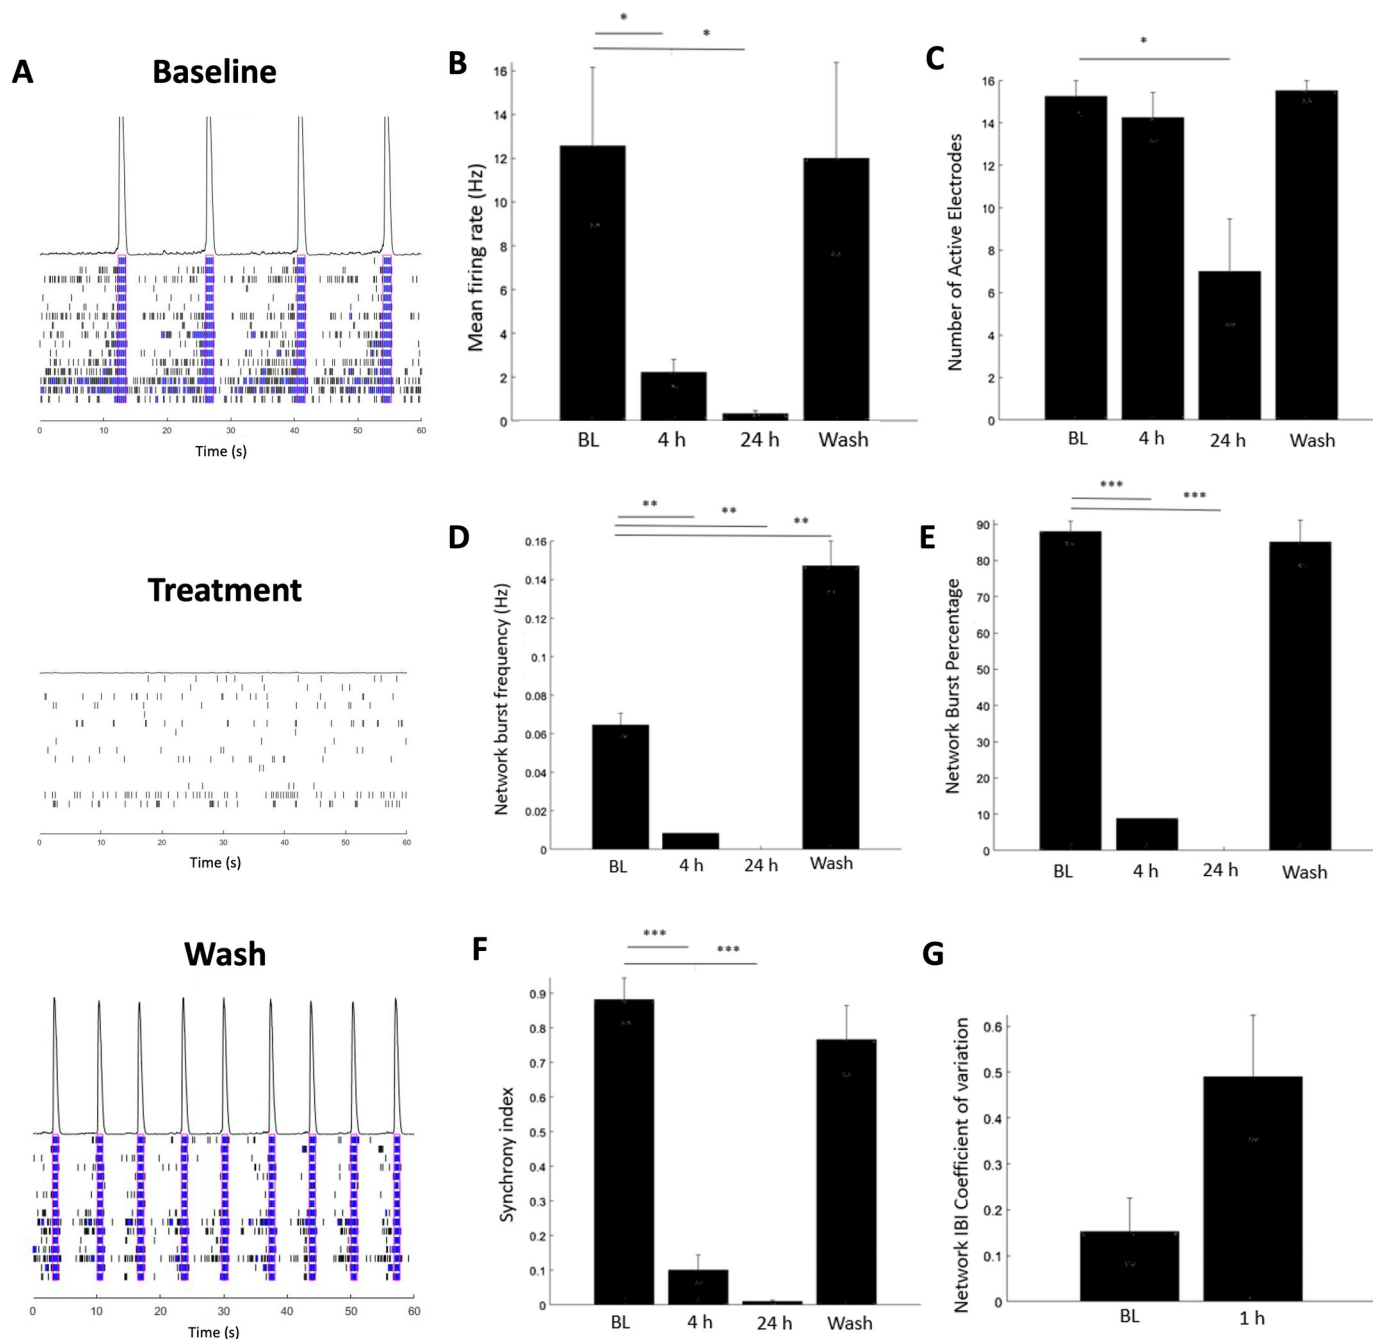 A
Baseline
0 10 20 30 40 50 60
Time (s)
Treatment
0 10 20 30 40 50 60
Time (s)
Wash
0 10 20 30 40 50 60
Time (s)
B
*
*
Mean firing rate (Hz)
16
14
12
10
8
6
4
2
0
BL 4 h 24 h Wash
C
*
Number of Active Electrodes
16
14
12
10
8
6
4
2
0
BL 4 h 24 h Wash
D
**
**
**
Network burst frequency (Hz)
0.16
0.14
0.12
0.1
0.08
0.06
0.04
0.02
0
BL 4 h 24 h Wash
E
***
***
Network Burst Percentage
90
80
70
60
50
40
30
20
10
0
BL 4 h 24 h Wash
F
***
***
Synchrony index
0.9
0.8
0.7
0.6
0.5
0.4
0.3
0.2
0.1
0
BL 4 h 24 h Wash
G
Network IBI Coefficient of variation
0.6
0.5
0.4
0.3
0.2
0.1
0
BL 1 h